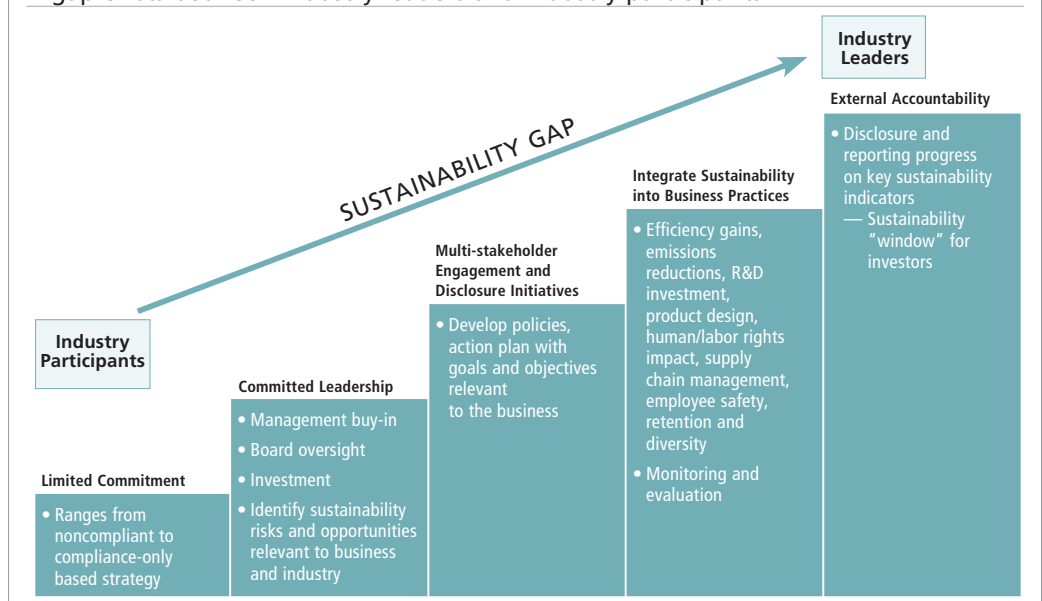 Industry
Leaders
External Accountability
• Disclosure and
reporting progress
on key sustainability
indicators
— Sustainability
"window" for
investors
SUSTAINABILITY GAP
Integrate Sustainability
into Business Practices
• Efficiency gains,
emissions
reductions, R&D
investment,
product design,
human/labor rights
impact, supply
chain management,
employee safety,
retention and
diversity
• Monitoring and
evaluation
Multi-stakeholder
Engagement and
Disclosure Initiatives
• Develop policies,
action plan with
goals and objectives
relevant
to the business
Industry
Participants
Committed Leadership
• Management buy-in
• Board oversight
• Investment
• Identify sustainability
risks and opportunities
relevant to business
and industry
Limited Commitment
• Ranges from
noncompliant to
compliance-only
based strategy